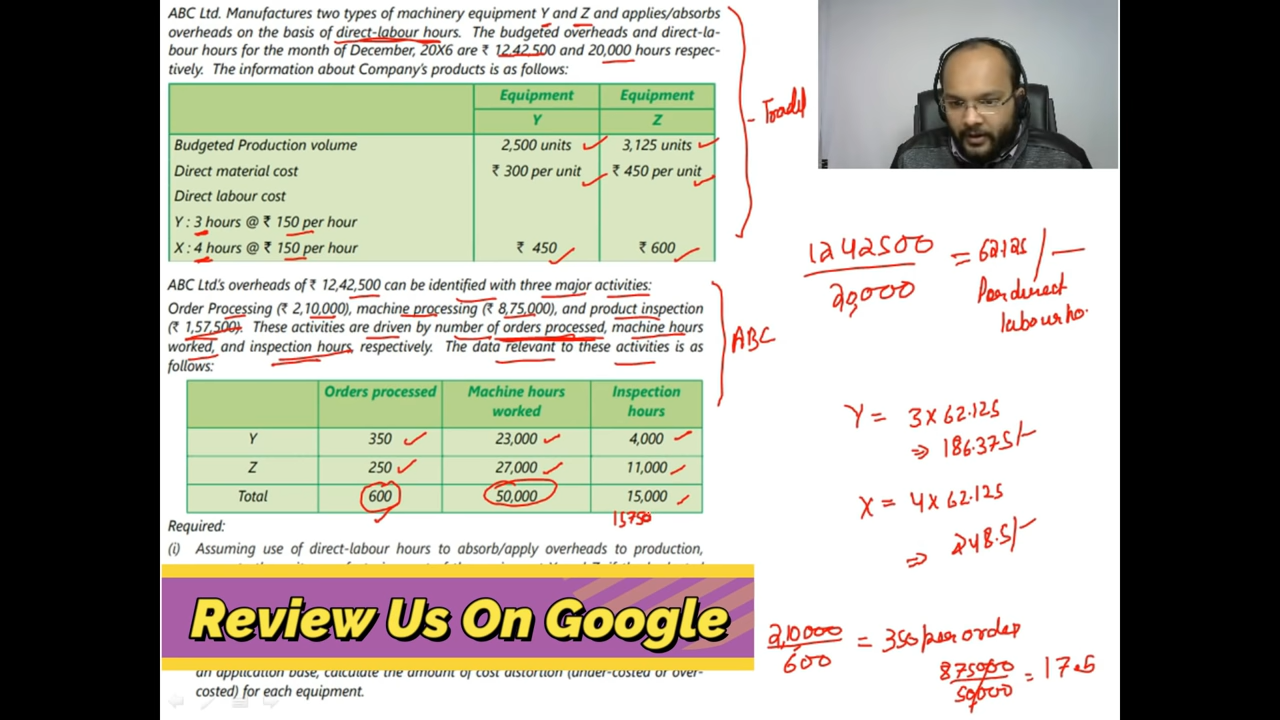 ABC Ltd. Manufactures two types of machinery equipment Y and Z and applies/absorbs
overheads on the basis of direct-labour hours. The budgeted overheads and direct-la-
bour hours for the month of December, 20X6 are ₹ 12,42,500 and 20,000 hours respec-
tively. The information about Company's products is as follows:
Equipment Equipment
Y Z
Budgeted Production volume 2,500 units 3,125 units
Direct material cost ₹ 300 per unit ₹ 450 per unit
Direct labour cost
Y : 3 hours @ ₹ 150 per hour
X : 4 hours @ ₹ 150 per hour ₹ 450 ₹ 600
ABC Ltd.'s overheads of ₹ 12,42,500 can be identified with three major activities:
Order Processing (₹ 2,10,000), machine processing (₹ 8,75,000), and product inspection
(₹ 1,57,500). These activities are driven by number of orders processed, machine hours
worked, and inspection hours, respectively. The data relevant to these activities is as
follows:
Orders processed Machine hours worked Inspection hours
Y 350 23,000 4,000
Z 250 27,000 11,000
Total 600 50,000 15,000
15750
Required:
(i) Assuming use of direct-labour hours to absorb/apply overheads to production,
Review Us On Google
an application base, calculate the amount of cost distortion (under-costed or over-
costed) for each equipment.
ABC
1242500
20,000
= 62.125/—
Per direct
labour ho.
Y = 3 x 62.125
⇒ 186.375/-
X = 4 x 62.125
⇒ 248.5/-
2,10000
600
= 350 per order
875000
50,000
= 17.5